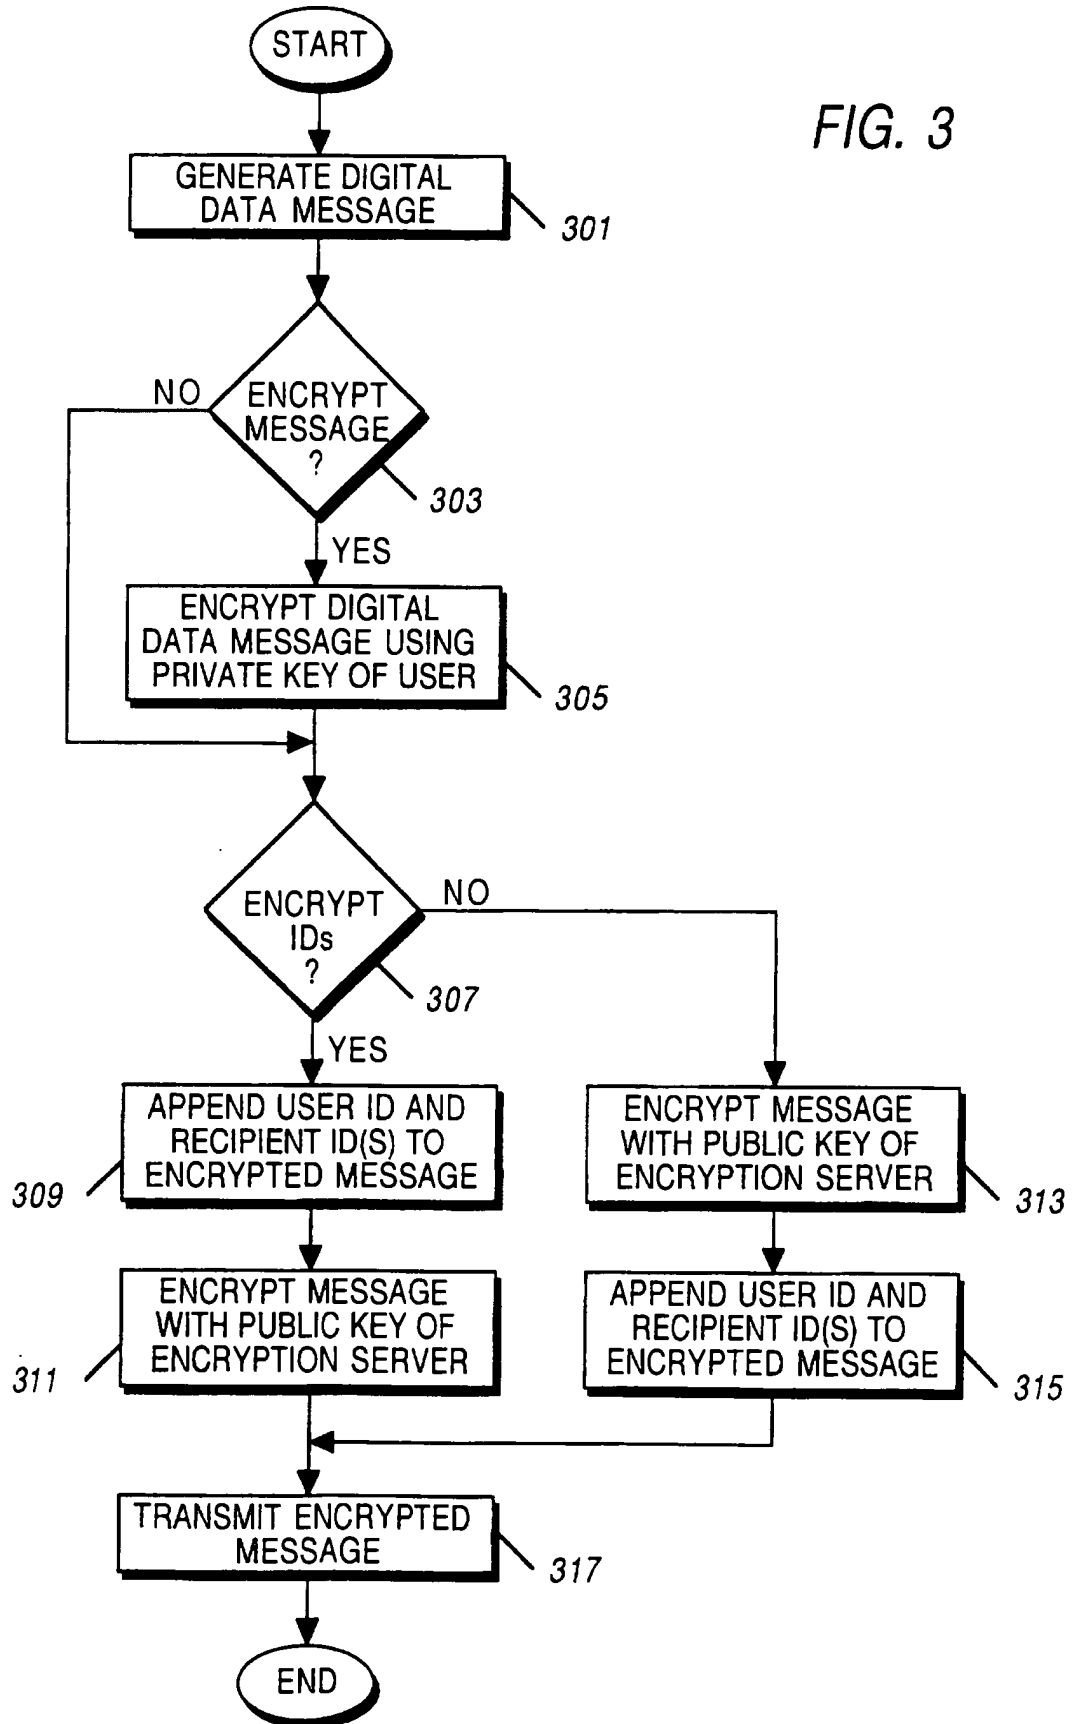 START
FIG. 3
GENERATE DIGITAL
DATA MESSAGE
301
NO
ENCRYPT
MESSAGE
?
303
YES
ENCRYPT DIGITAL
DATA MESSAGE USING
PRIVATE KEY OF USER
305
ENCRYPT
IDs
?
NO
307
YES
APPEND USER ID AND
RECIPIENT ID(S) TO
ENCRYPTED MESSAGE
309
ENCRYPT MESSAGE
WITH PUBLIC KEY OF
ENCRYPTION SERVER
313
ENCRYPT MESSAGE
WITH PUBLIC KEY OF
ENCRYPTION SERVER
311
APPEND USER ID AND
RECIPIENT ID(S) TO
ENCRYPTED MESSAGE
315
TRANSMIT ENCRYPTED
MESSAGE
317
END